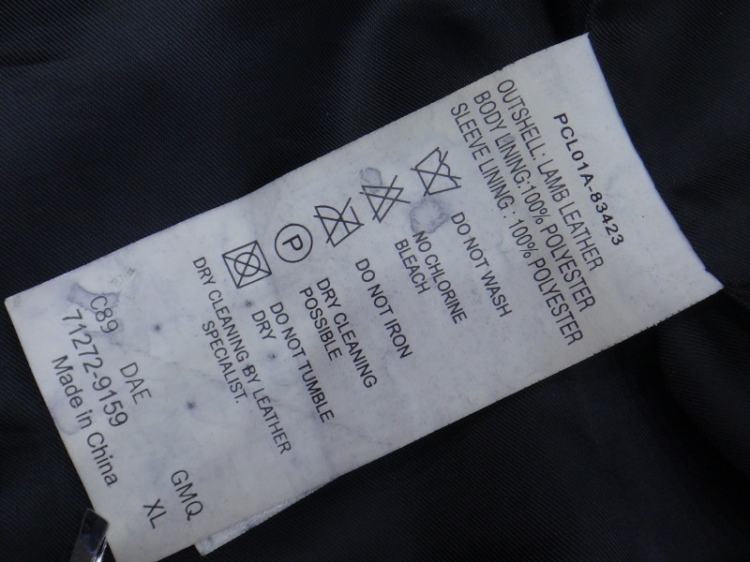 PCL01A-83423
OUTSHELL: LAMB LEATHER
BODY LINING:100% POLYESTER
SLEEVE LINING: 100% POLYESTER
DO NOT WASH
NO CHLORINE
BLEACH
DO NOT IRON
P
DRY CLEANING
POSSIBLE
DO NOT TUMBLE
DRY
DRY CLEANING BY LEATHER
SPECIALIST.
C89 DAE GMQ
71272-9159 XL
Made in China